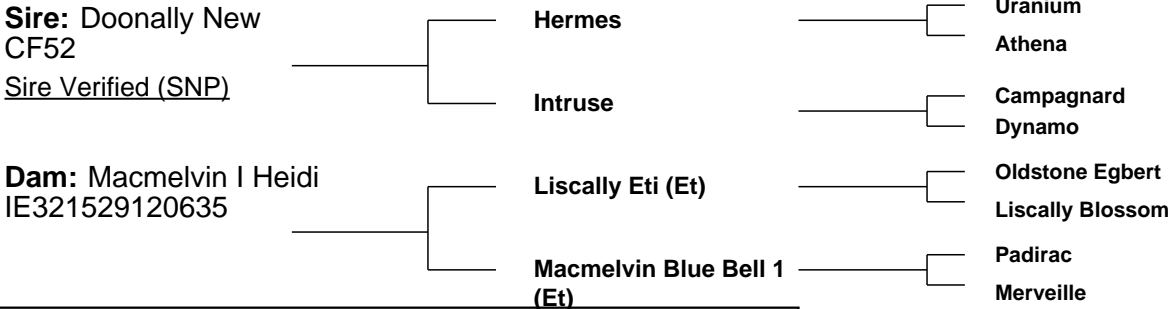 Sire: Doonally New
CF52
Sire Verified (SNP)
Hermes
Intruse
Uranium
Athena
Campagnard
Dynamo
Dam: Macmelvin I Heidi
IE321529120635
Liscally Eti (Et)
Macmelvin Blue Bell 1
(Et)
Oldstone Egbert
Liscally Blossom
Padirac
Merveille